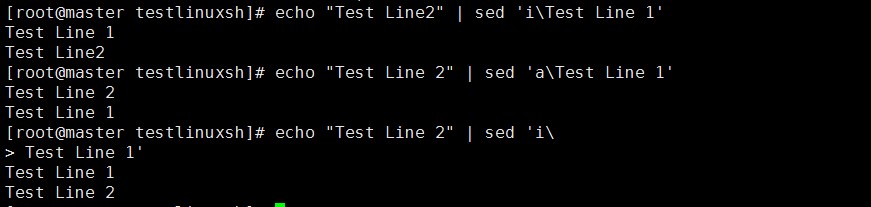 [root@master testlinuxsh]# echo "Test Line2" | sed 'i\Test Line 1'
Test Line 1
Test Line2
[root@master testlinuxsh]# echo "Test Line 2" | sed 'a\Test Line 1'
Test Line 2
Test Line 1
[root@master testlinuxsh]# echo "Test Line 2" | sed 'i\
> Test Line 1'
Test Line 1
Test Line 2